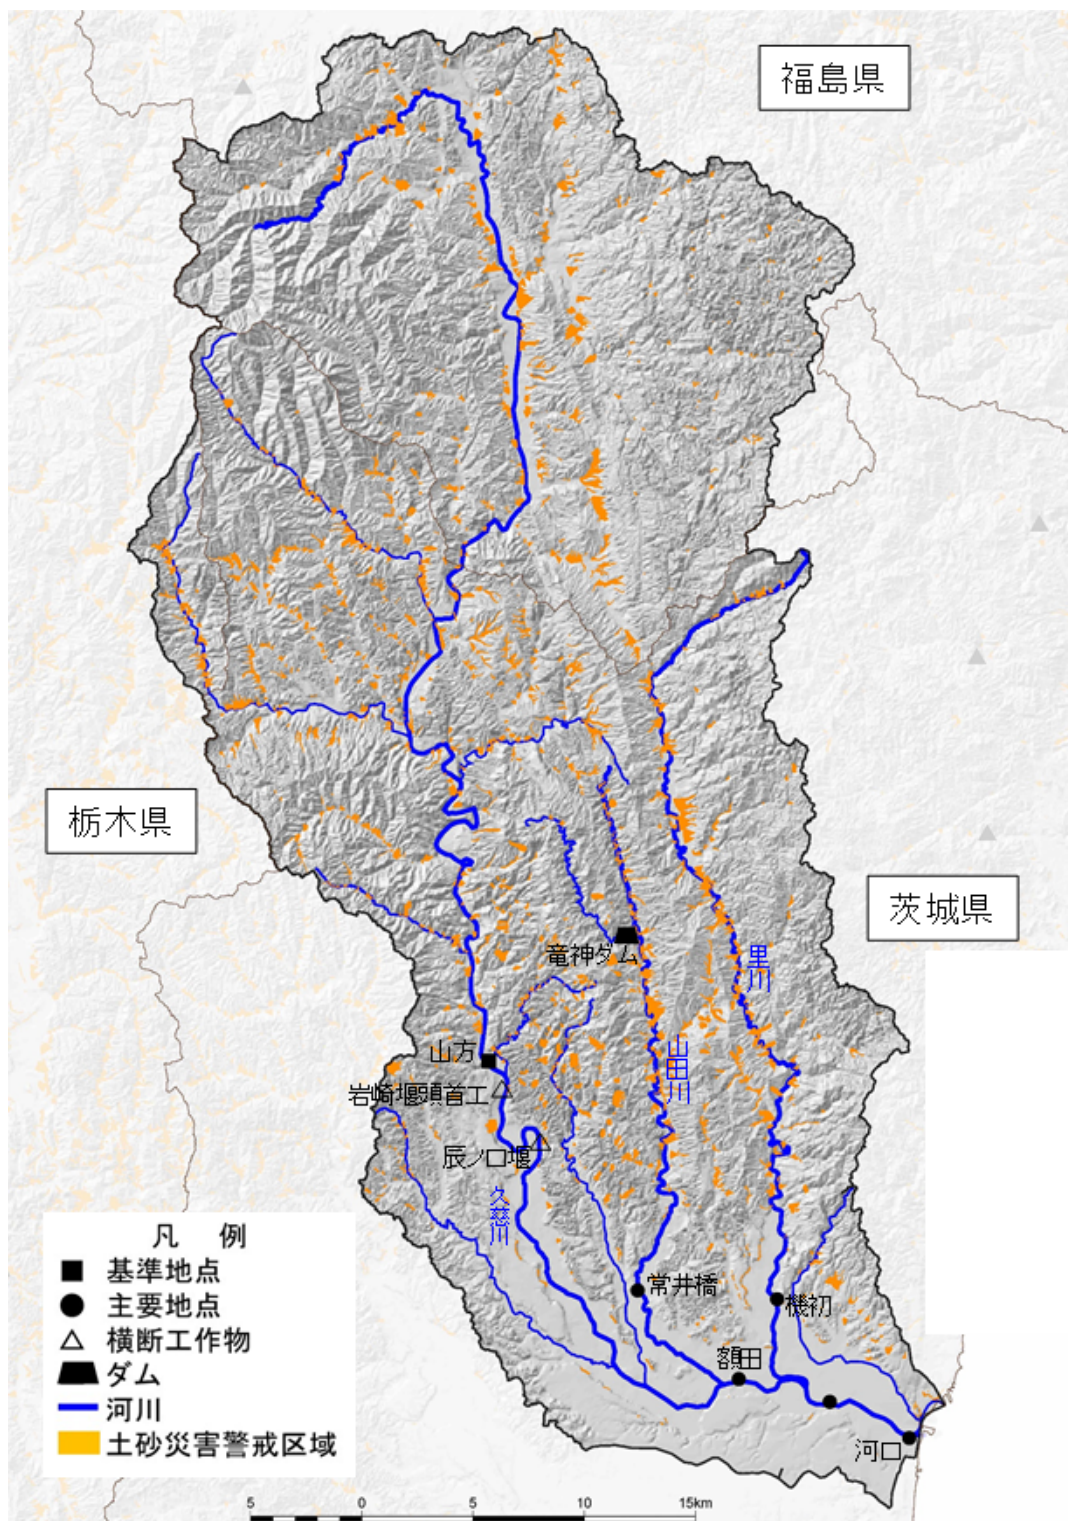 福島県
栃木県
茨城県
竜神ダム
里川
山田川
山方
岩崎堰頭首工
辰ノ口堰
久慈川
常井橋
機初
額田
河口
凡 例
基準地点
主要地点
横断工作物
ダム
河川
土砂災害警戒区域
5 0 5 10 15km